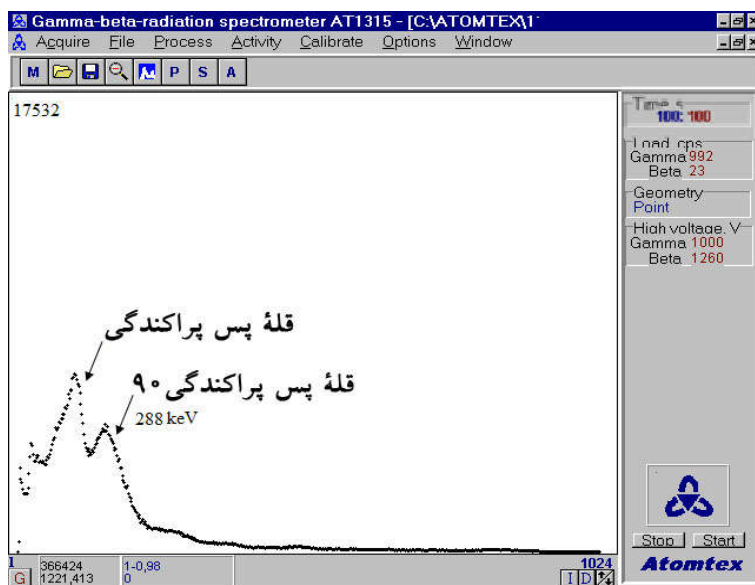 Gamma-beta-radiation spectrometer AT1315 - [C:\ATOMTEX\1
Acquire File Process Activity Calibrate Options Window
M P S A
17532
Time, s
100: 100
Load, cps
Gamma 992
Beta 23
Geometry
Point
High voltage, V
Gamma 1000
Beta 1260
قلهٔ پس پراکندگی
قلهٔ پس پراکندگی ۹۰
288 keV
Stop Start
Atomtex
1 1024
G 366424 1-0,98
1221,413 0
I D